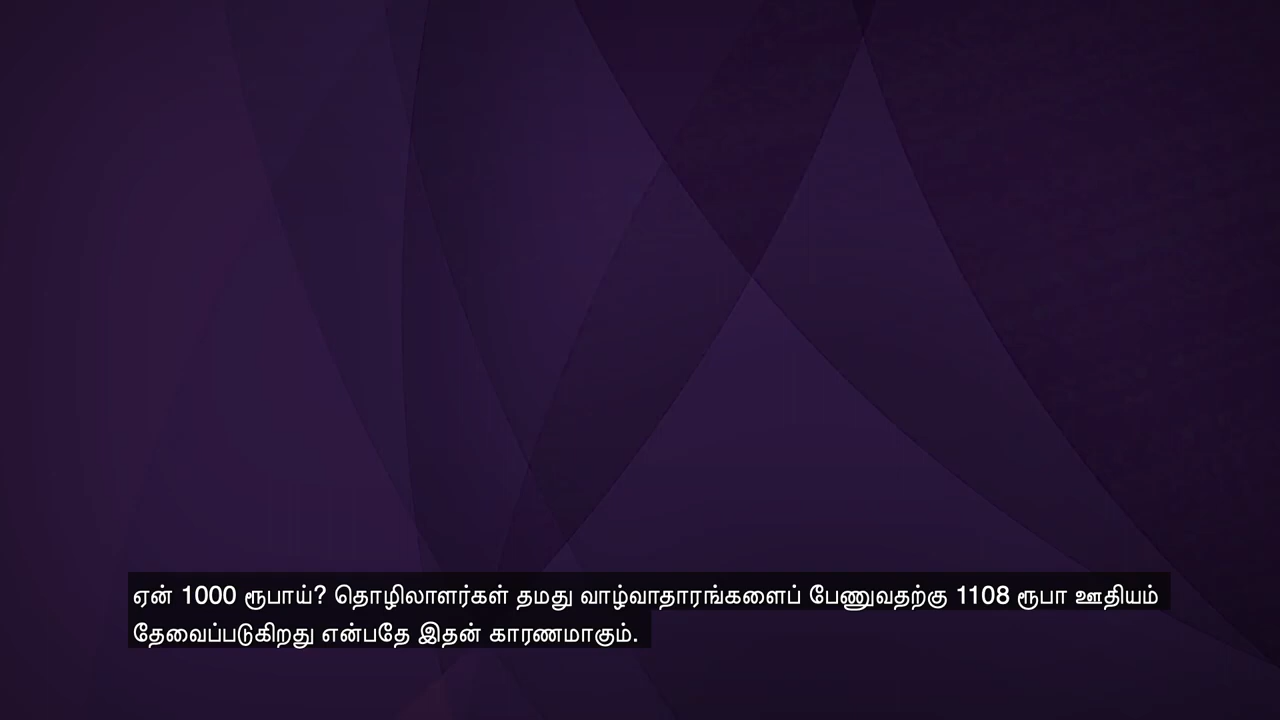 ஏன் 1000 ரூபாய்? தொழிலாளர்கள் தமது வாழ்வாதாரங்களைப் பேணுவதற்கு 1108 ரூபா ஊதியம்
தேவைப்படுகிறது என்பதே இதன் காரணமாகும்.